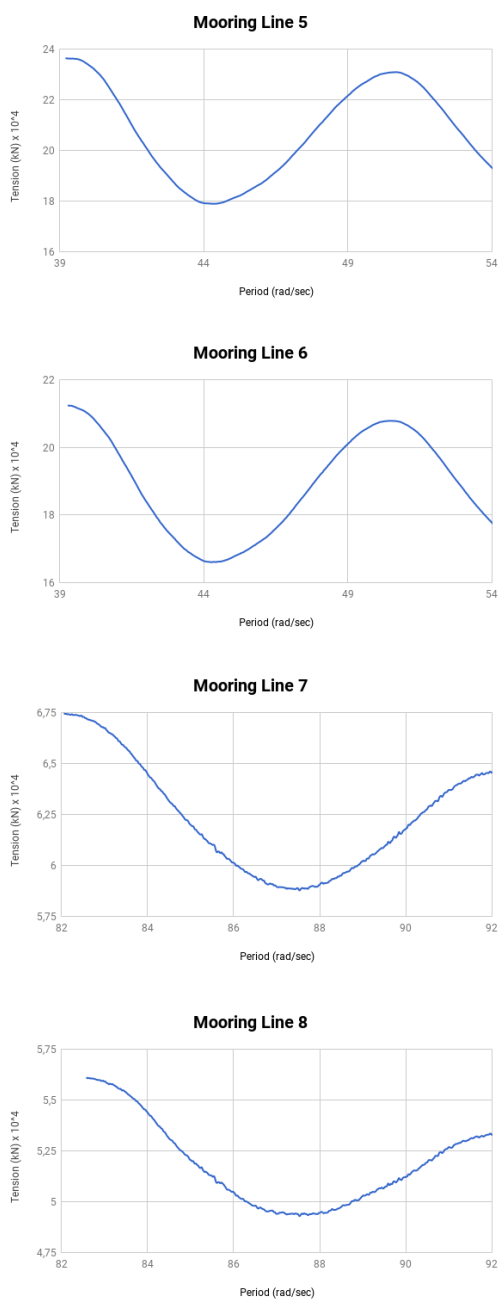 Mooring Line 5
Tension (kN) x 10^4
24
22
20
18
16
39 44 49 54
Period (rad/sec)
Mooring Line 6
Tension (kN) x 10^4
22
20
18
16
39 44 49 54
Period (rad/sec)
Mooring Line 7
Tension (kN) x 10^4
6,75
6,5
6,25
6
5,75
82 84 86 88 90 92
Period (rad/sec)
Mooring Line 8
Tension (kN) x 10^4
5,75
5,5
5,25
5
4,75
82 84 86 88 90 92
Period (rad/sec)